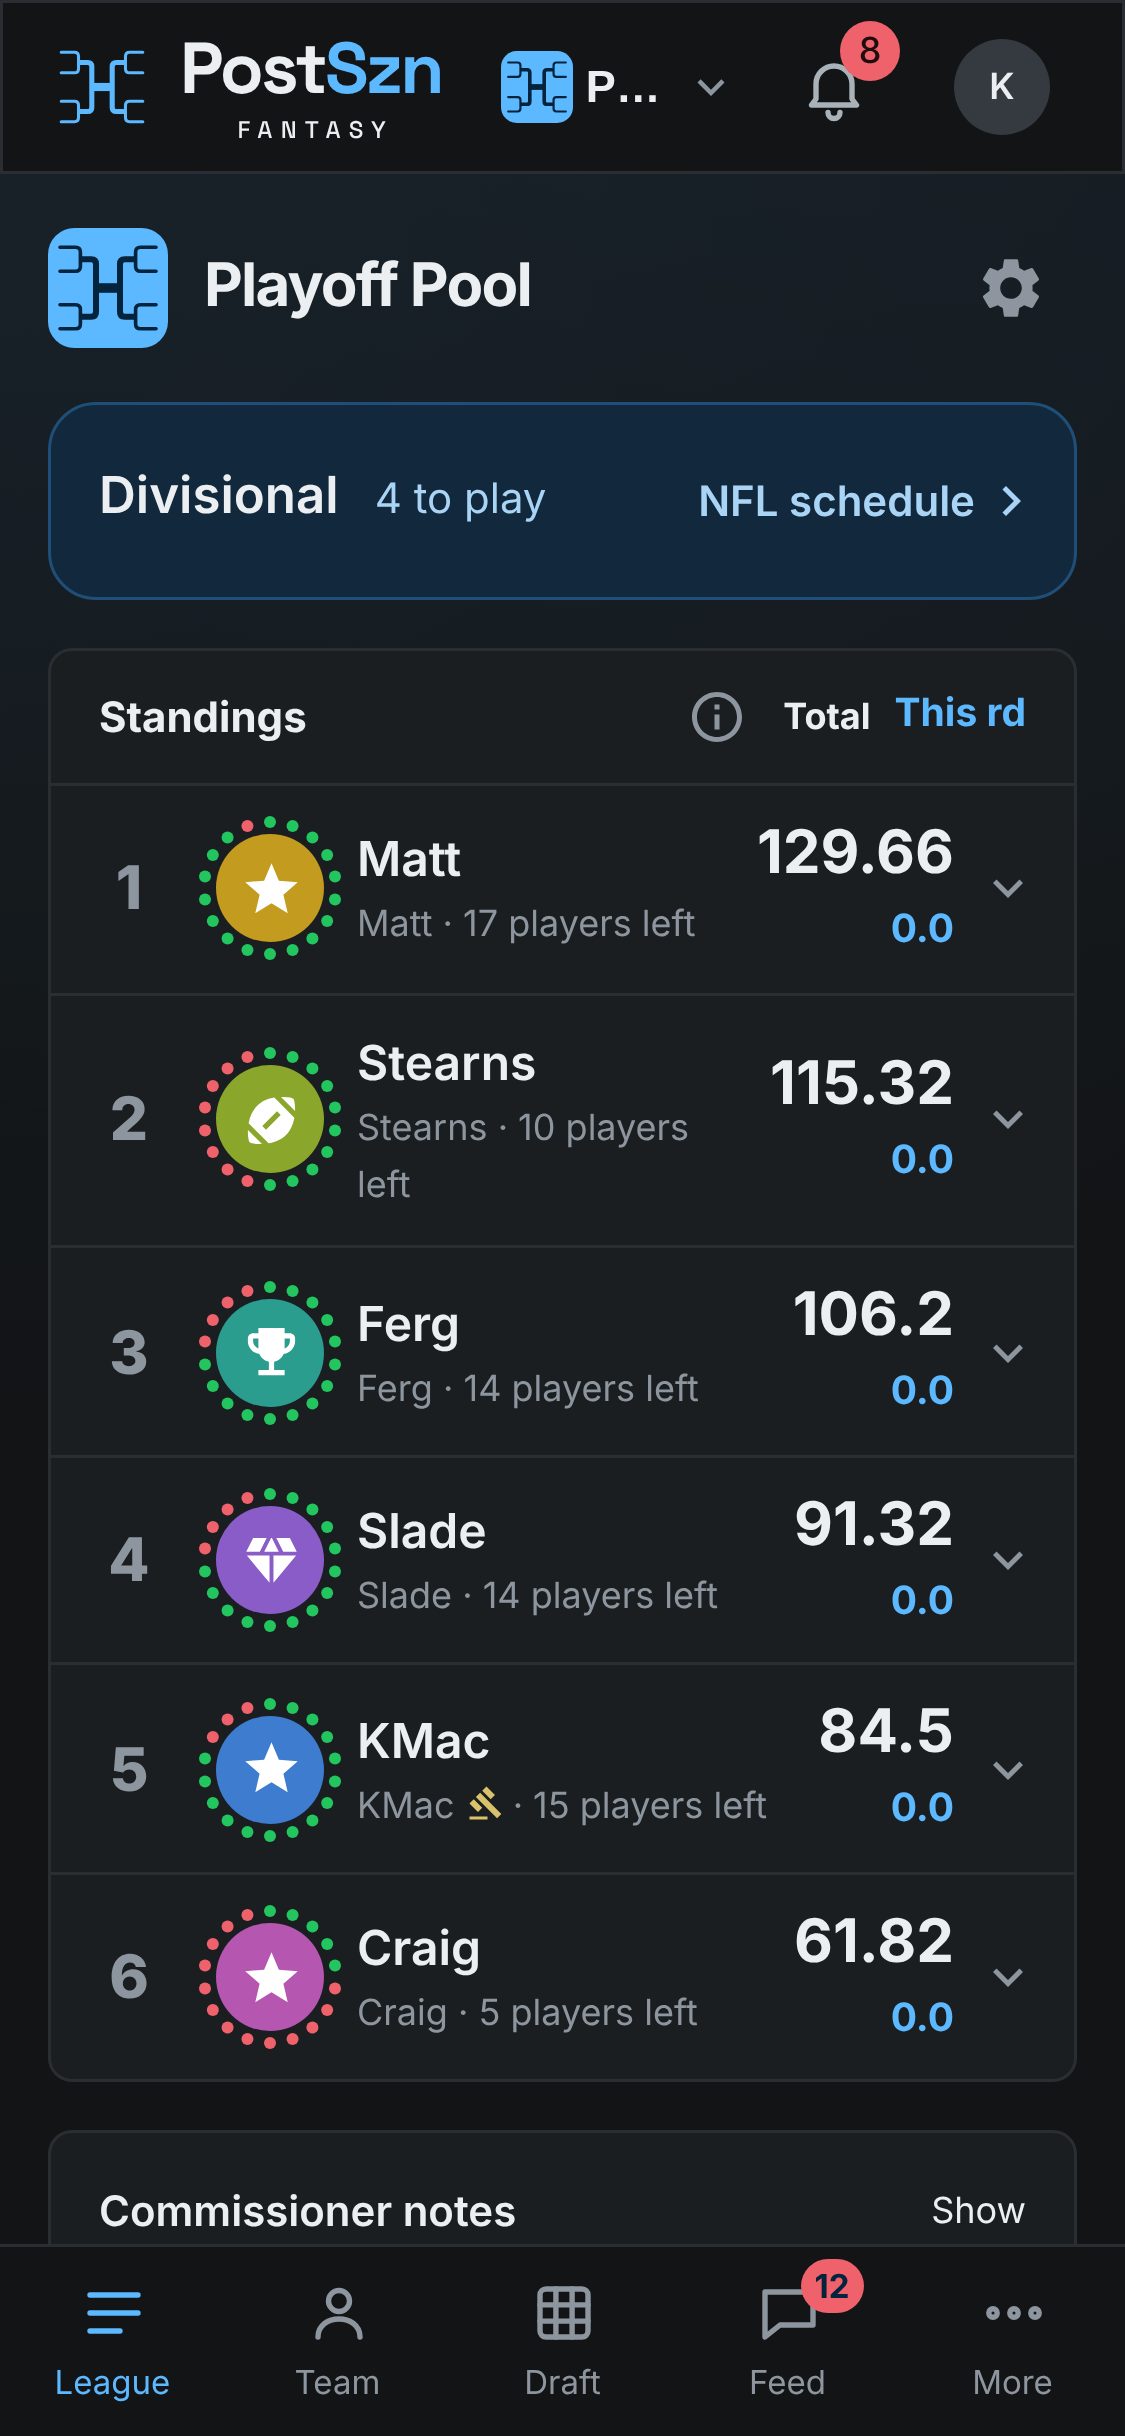 PostSzn
FANTASY
P...
8
K
Playoff Pool
Divisional 4 to play NFL schedule
Standings Total This rd
1 Matt 129.66
Matt · 17 players left 0.0
2 Stearns 115.32
Stearns · 10 players
left
0.0
3 Ferg 106.2
Ferg · 14 players left 0.0
4 Slade 91.32
Slade · 14 players left 0.0
5 KMac 84.5
KMac · 15 players left 0.0
6 Craig 61.82
Craig · 5 players left 0.0
Commissioner notes Show
12
League Team Draft Feed More